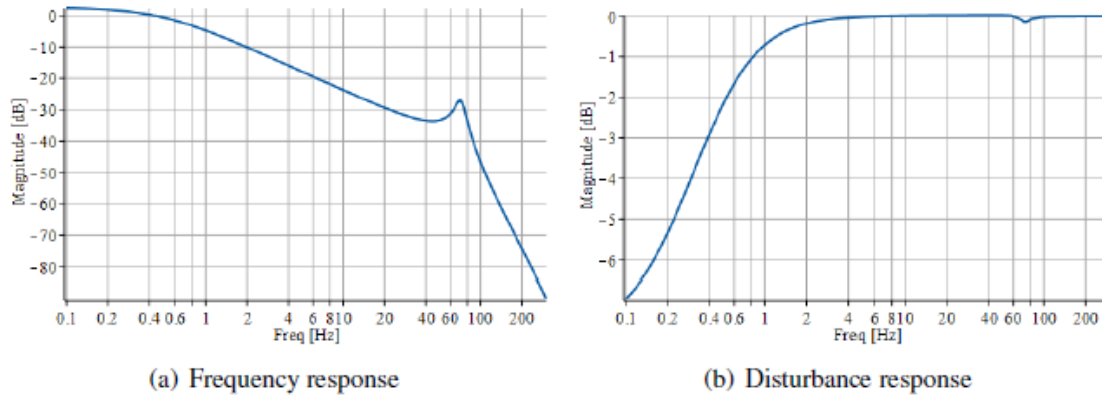 0
−10
−20
−30
−40
−50
−60
−70
−80
Magnitude [dB]
0.1 0.2 0.4 0.6 1 2 4 6 8 10 20 40 60 100 200
Freq [Hz]
(a) Frequency response
0
−1
−2
−3
−4
−5
−6
Magnitude [dB]
0.1 0.2 0.4 0.6 1 2 4 6 8 10 20 40 60 100 200
Freq [Hz]
(b) Disturbance response